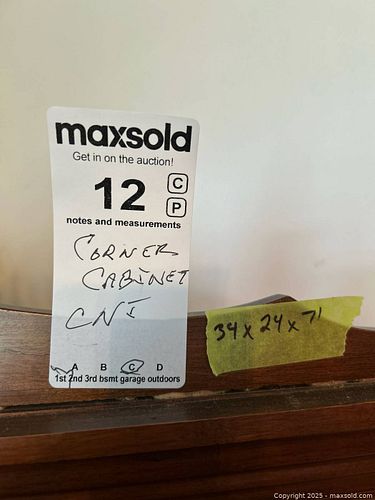 maxsold
Get in on the auction!
12
C
P
notes and measurements
CORNER
CABINET
CNI
34 x 24 x 71
A B C D
1st 2nd 3rd bsmt garage outdoors
Copyright 2025 - maxsold.com